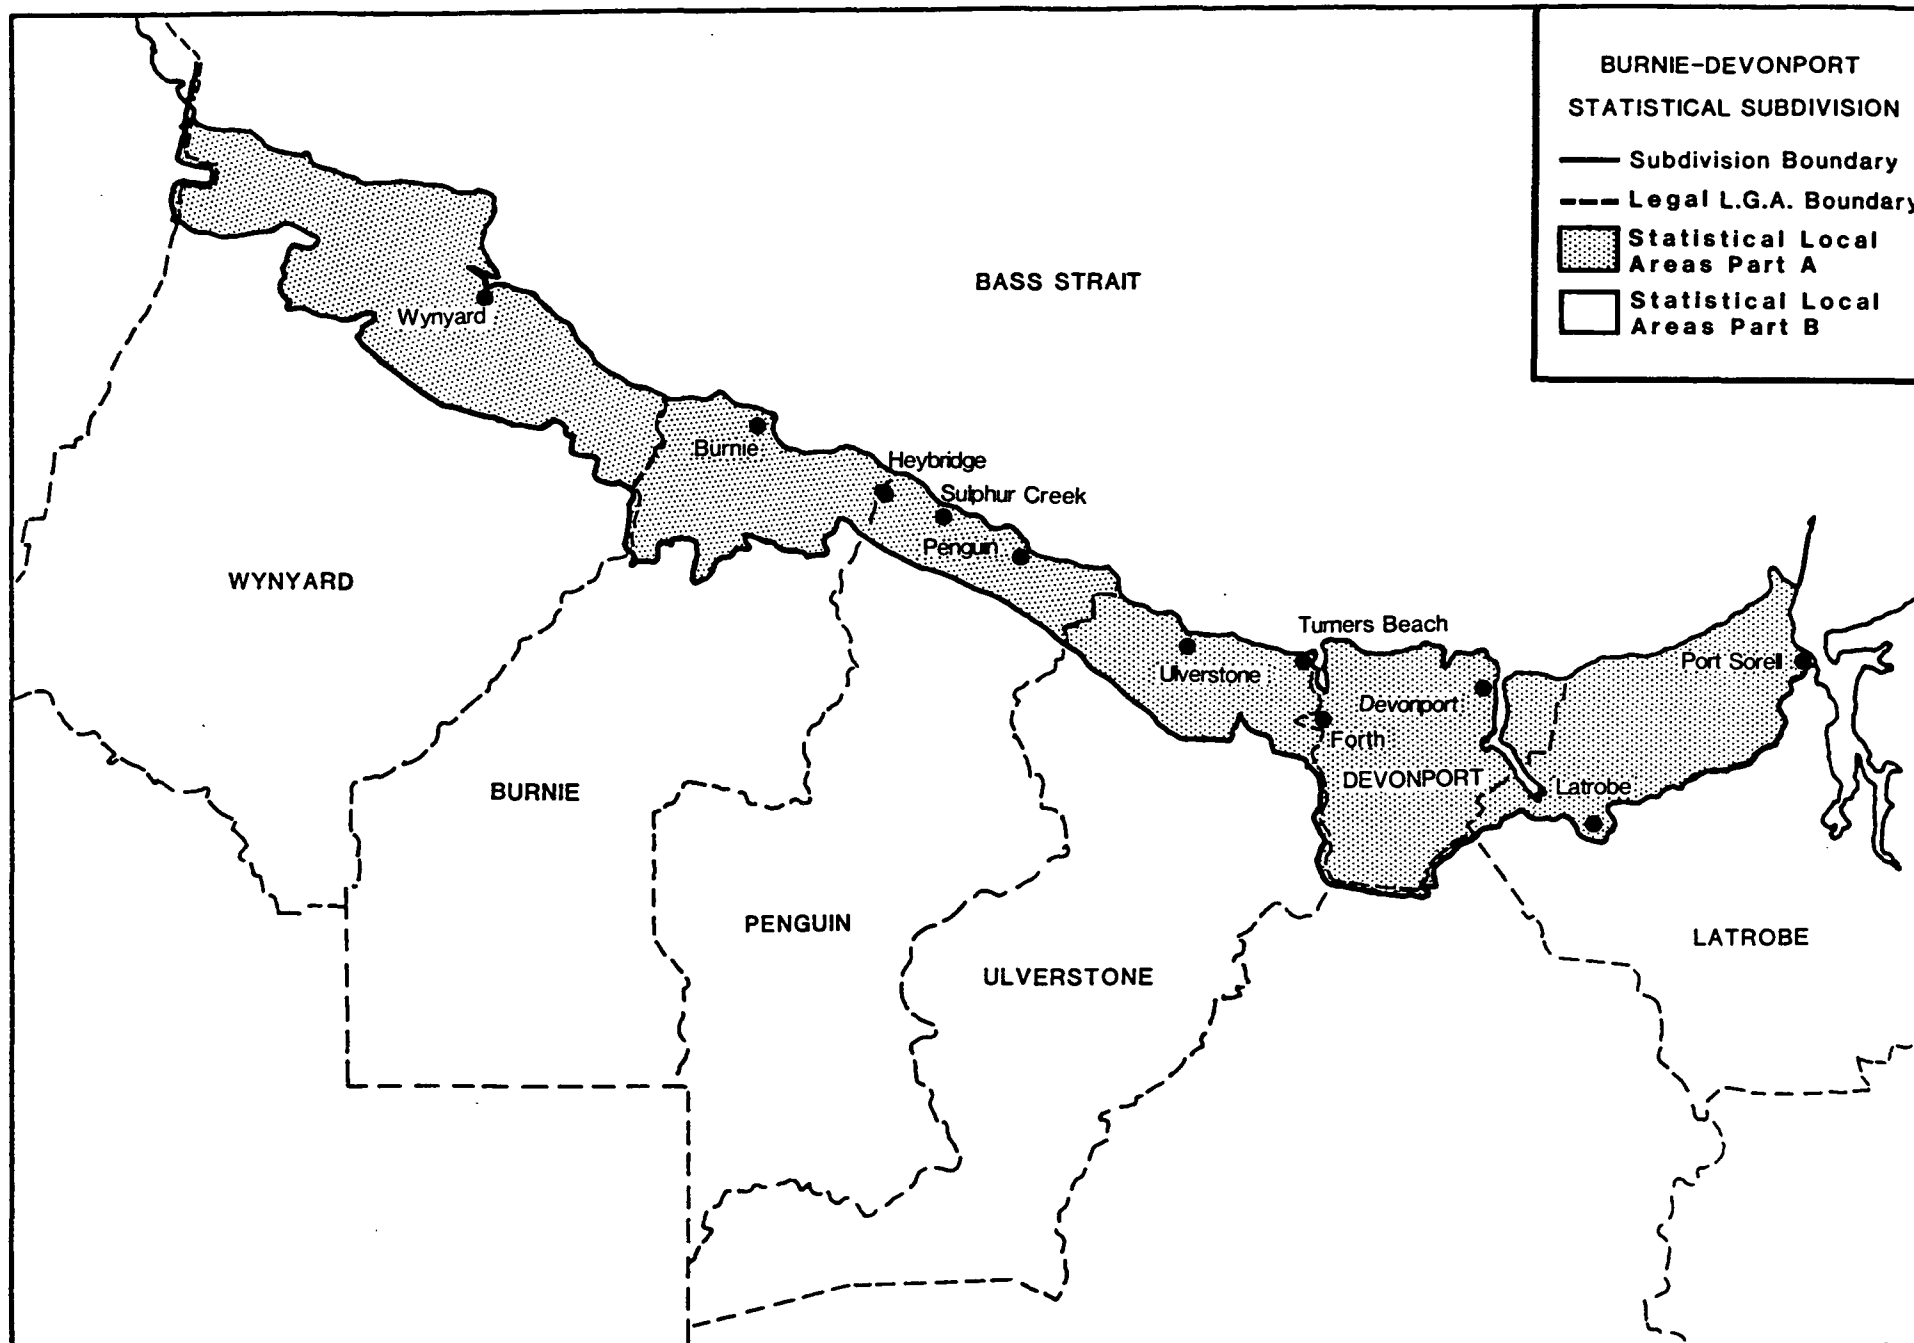 BURNIE-DEVONPORT
STATISTICAL SUBDIVISION
Subdivision Boundary
Legal L.G.A. Boundary
Statistical Local
Areas Part A
Statistical Local
Areas Part B
BASS STRAIT
Wynyard
Burnie
Heybridge
Sulphur Creek
Penguin
WYNYARD
Turners Beach
Ulverstone
Port Sorell
Devonport
Forth
DEVONPORT
Latrobe
BURNIE
PENGUIN
LATROBE
ULVERSTONE